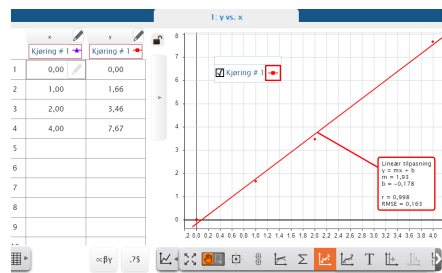 1: y vs. x
x y
Kjøring # 1 Kjøring # 1
1 0,00 0,00
2 1,00 1,66
3 2,00 3,46
4 4,00 7,67
5
6
7
8
9
y
8
7
6
5
4
3
2
1
0
Kjøring # 1
Lineær tilpasning
y = mx + b
m = 1,93
b = -0,178
r = 0,998
RMSE = 0,163
,2 0,0 0,2 0,4 0,6 0,8 1,0 1,2 1,4 1,6 1,8 2,0 2,2 2,4 2,6 2,8 3,0 3,2 3,4 3,6 3,8 4,0
∝βγ ,?$ Σ T